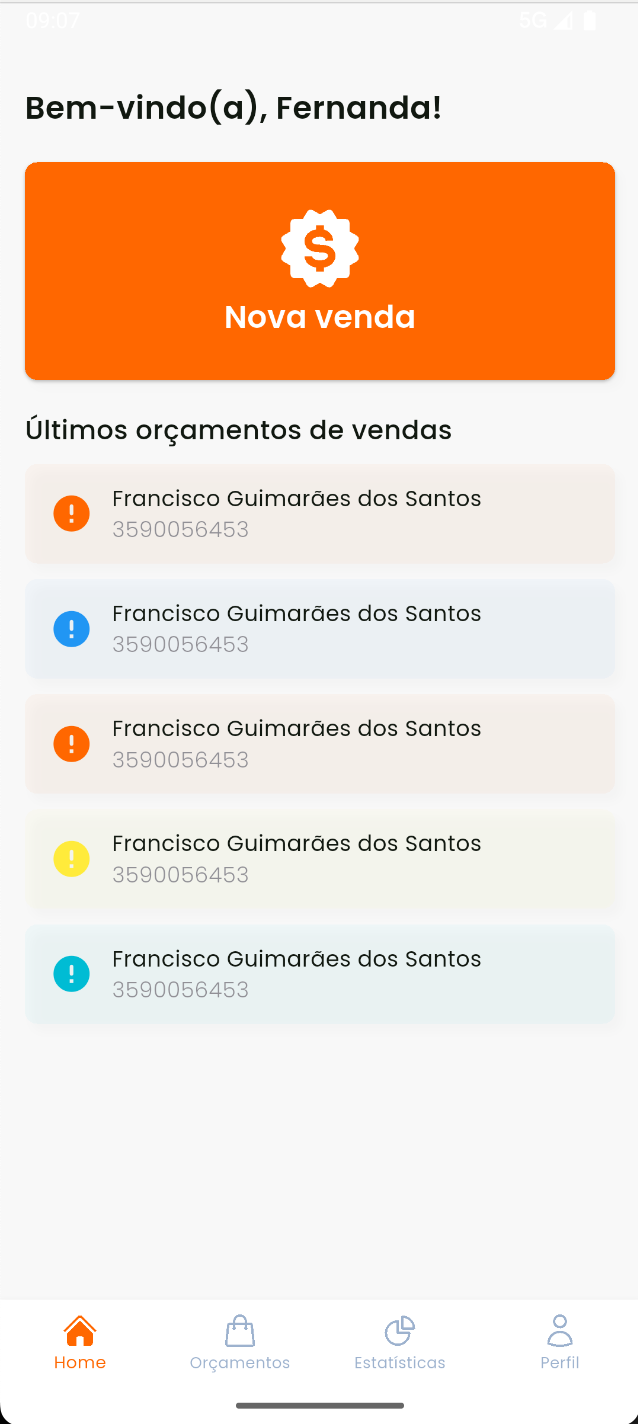 09:07
5G
Bem-vindo(a), Fernanda!
Nova venda
Últimos orçamentos de vendas
Francisco Guimarães dos Santos
3590056453
Francisco Guimarães dos Santos
3590056453
Francisco Guimarães dos Santos
3590056453
Francisco Guimarães dos Santos
3590056453
Francisco Guimarães dos Santos
3590056453
Home
Orçamentos
Estatísticas
Perfil